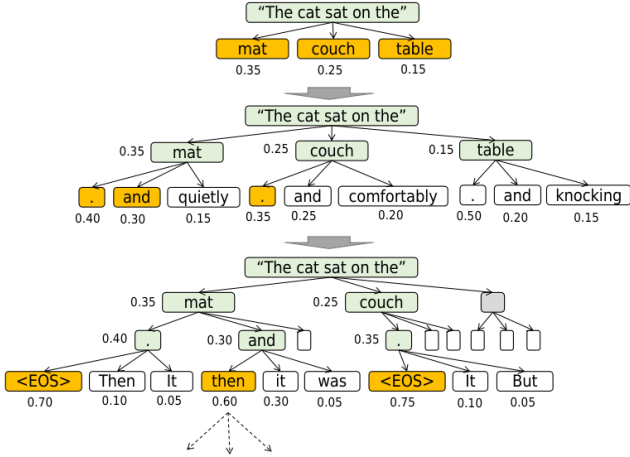 “The cat sat on the”
mat couch table
0.35 0.25 0.15
“The cat sat on the”
0.35 mat 0.25 couch 0.15 table
. and quietly . and comfortably . and knocking
0.40 0.30 0.15 0.35 0.25 0.20 0.50 0.20 0.15
“The cat sat on the”
0.35 mat 0.25 couch
0.40 . 0.30 and 0.35 .
<EOS> Then It then it was <EOS> It But
0.70 0.10 0.05 0.60 0.30 0.05 0.75 0.10 0.05